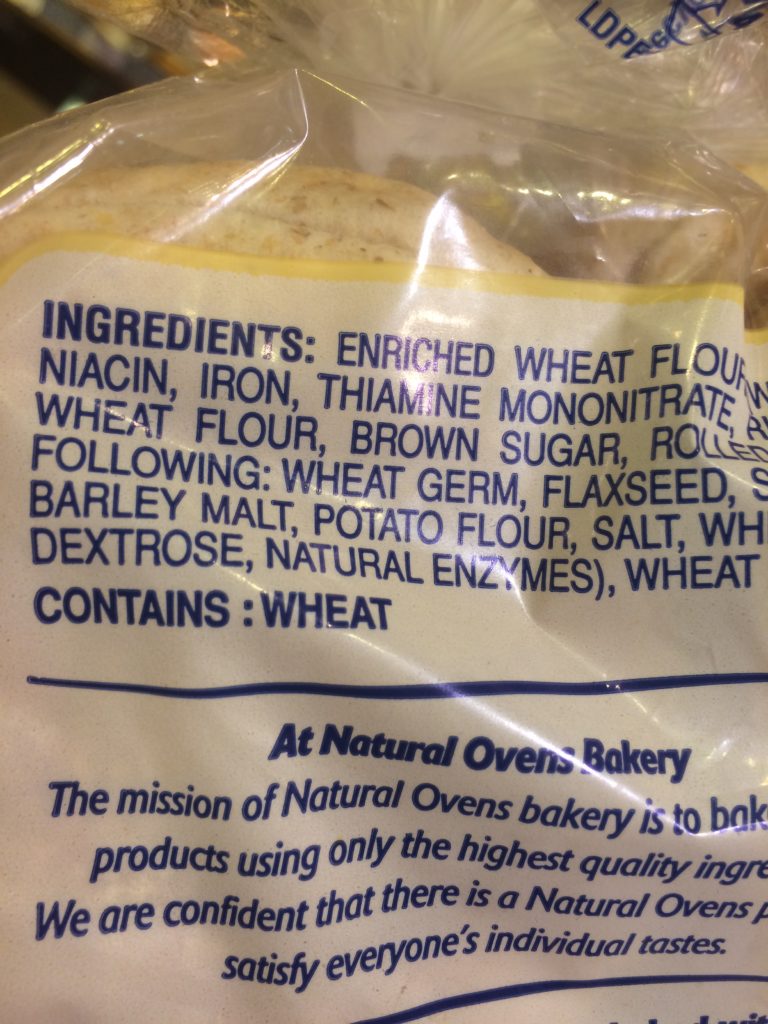 LDPE
INGREDIENTS: ENRICHED WHEAT FLOUR
NIACIN, IRON, THIAMINE MONONITRATE,
WHEAT FLOUR, BROWN SUGAR, ROLLED
FOLLOWING: WHEAT GERM, FLAXSEED, S
BARLEY MALT, POTATO FLOUR, SALT, WH
DEXTROSE, NATURAL ENZYMES), WHEAT
CONTAINS : WHEAT
At Natural Ovens Bakery
The mission of Natural Ovens bakery is to bak
products using only the highest quality ingre
We are confident that there is a Natural Ovens p
satisfy everyone's individual tastes.